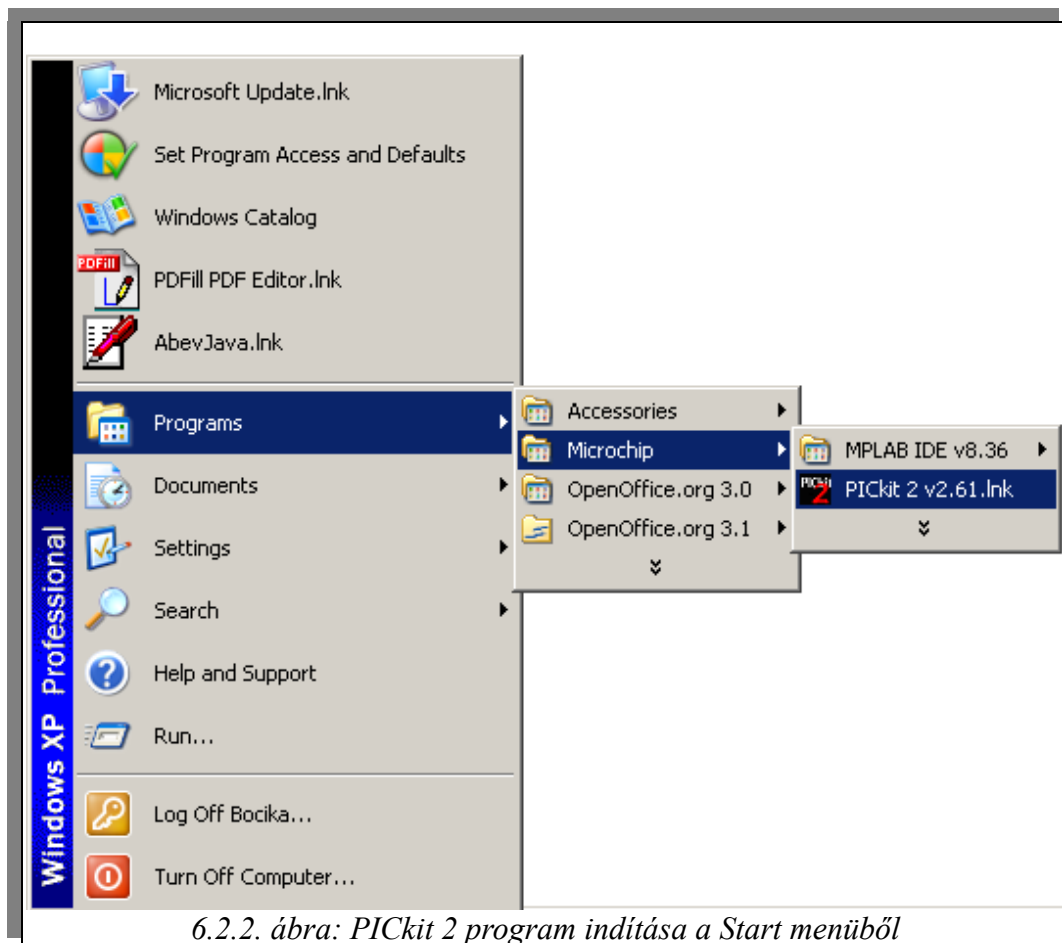 Microsoft Update.lnk
Set Program Access and Defaults
Windows Catalog
PDFill
PDFill PDF Editor.lnk
AbevJava.lnk
Programs
Documents
Settings
Search
Help and Support
Run...
Log Off Bocika...
Turn Off Computer...
Windows XP Professional
Accessories
Microchip
OpenOffice.org 3.0
OpenOffice.org 3.1
MPLAB IDE v8.36
PICkit 2
PICkit 2 v2.61.lnk
6.2.2. ábra: PICkit 2 program indítása a Start menüből